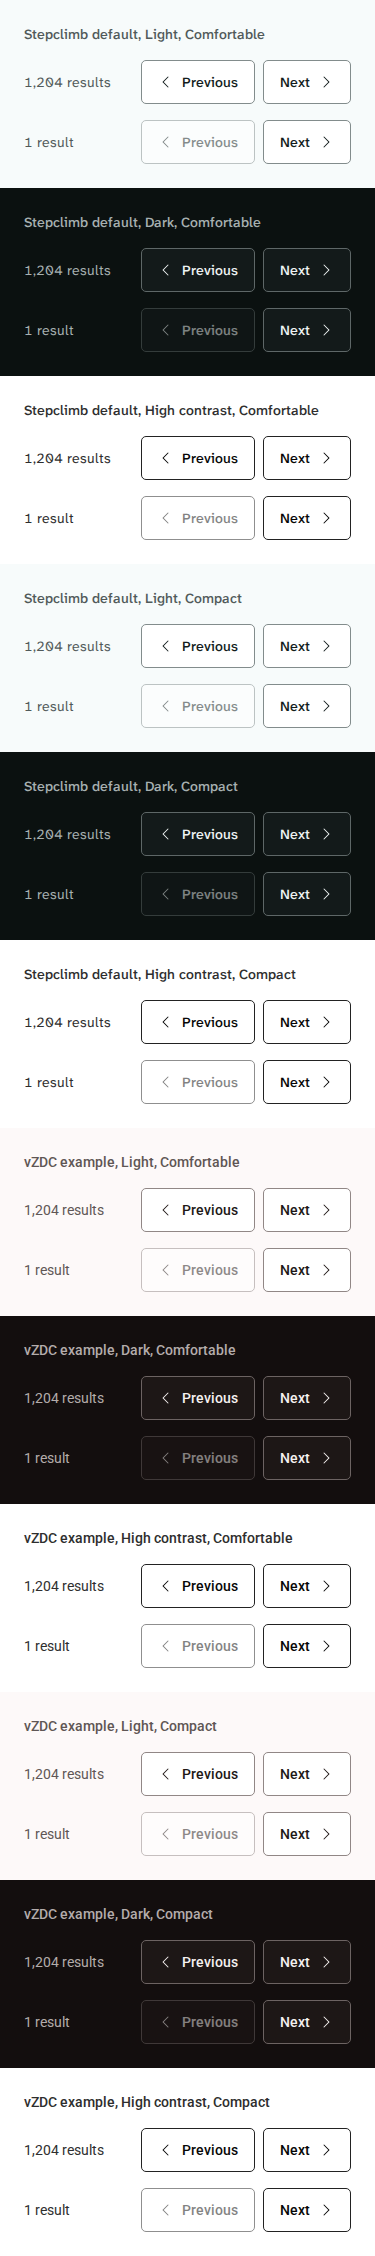 Stepclimb default, Light, Comfortable
1,204 results Previous Next
1 result Previous Next
Stepclimb default, Dark, Comfortable
1,204 results Previous Next
1 result Previous Next
Stepclimb default, High contrast, Comfortable
1,204 results Previous Next
1 result Previous Next
Stepclimb default, Light, Compact
1,204 results Previous Next
1 result Previous Next
Stepclimb default, Dark, Compact
1,204 results Previous Next
1 result Previous Next
Stepclimb default, High contrast, Compact
1,204 results Previous Next
1 result Previous Next
vZDC example, Light, Comfortable
1,204 results Previous Next
1 result Previous Next
vZDC example, Dark, Comfortable
1,204 results Previous Next
1 result Previous Next
vZDC example, High contrast, Comfortable
1,204 results Previous Next
1 result Previous Next
vZDC example, Light, Compact
1,204 results Previous Next
1 result Previous Next
vZDC example, Dark, Compact
1,204 results Previous Next
1 result Previous Next
vZDC example, High contrast, Compact
1,204 results Previous Next
1 result Previous Next